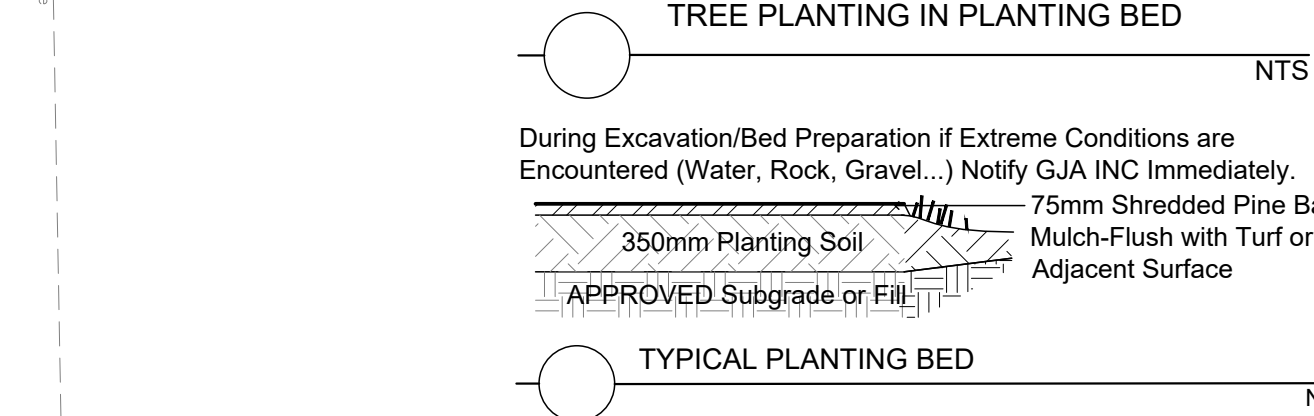 TREE PLANTING IN PLANTING BED
NTS
During Excavation/Bed Preparation if Extreme Conditions are
Encountered (Water, Rock, Gravel...) Notify GJA INC Immediately.
75mm Shredded Pine
Mulch-Flush with Turf or
Adjacent Surface
350mm Planting Soil
APPROVED Subgrade or Fill
TYPICAL PLANTING BED